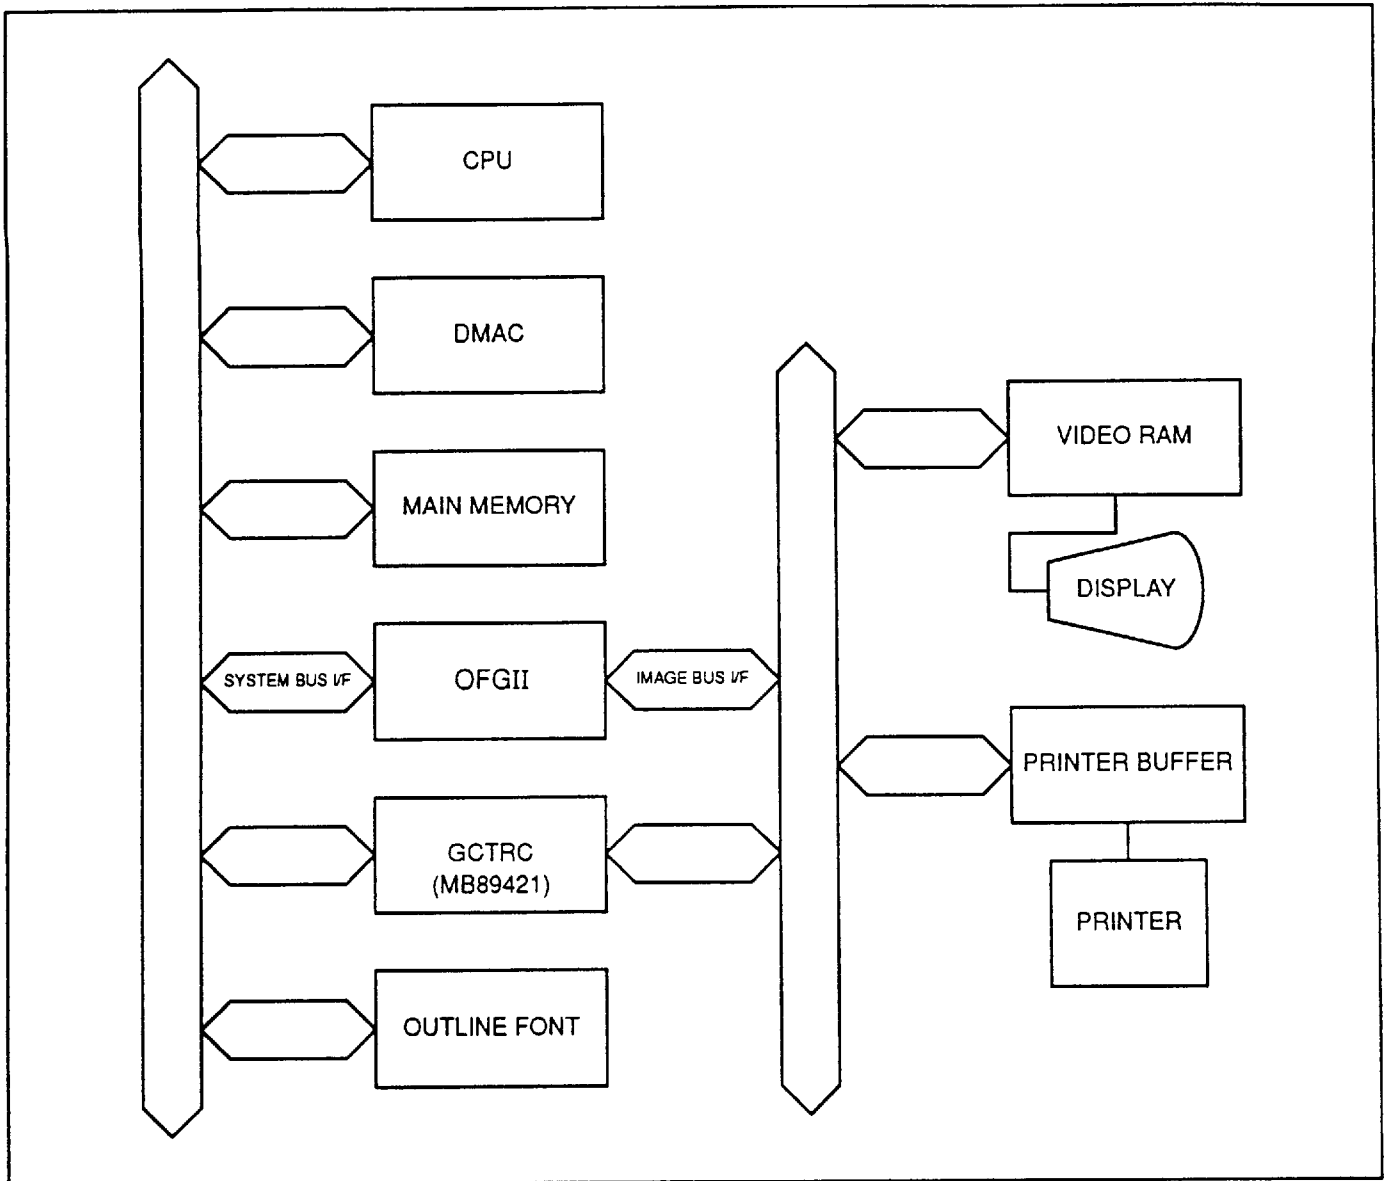 CPU
DMAC
MAIN MEMORY
SYSTEM BUS I/F
OFGII
IMAGE BUS I/F
GCTRC
(MB89421)
OUTLINE FONT
VIDEO RAM
DISPLAY
PRINTER BUFFER
PRINTER